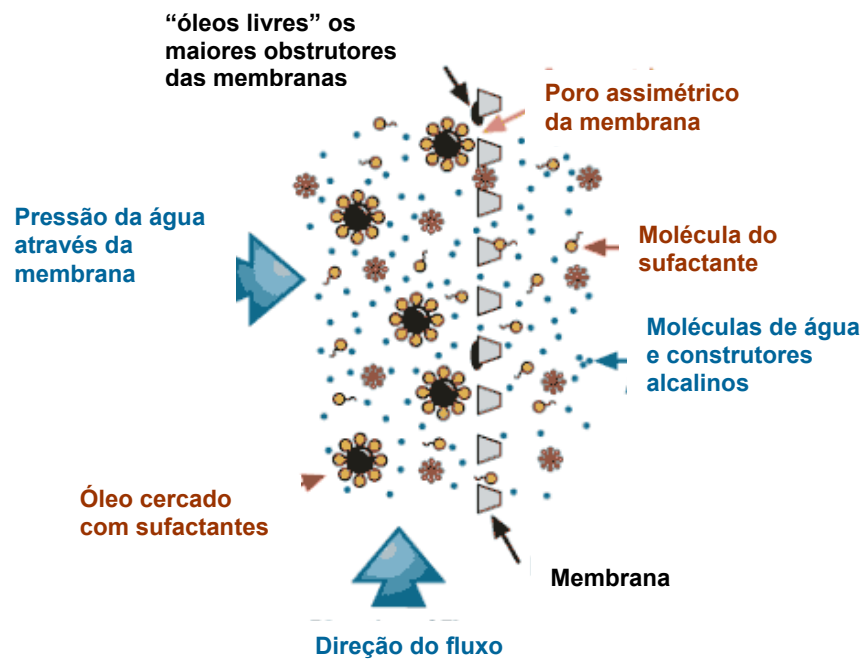 “óleos livres” os
maiores obstrutores
das membranas
Poro assimétrico
da membrana
Pressão da água
através da
membrana
Molécula do
sufactante
Moléculas de água
e construtores
alcalinos
Óleo cercado
com sufactantes
Membrana
Direção do fluxo